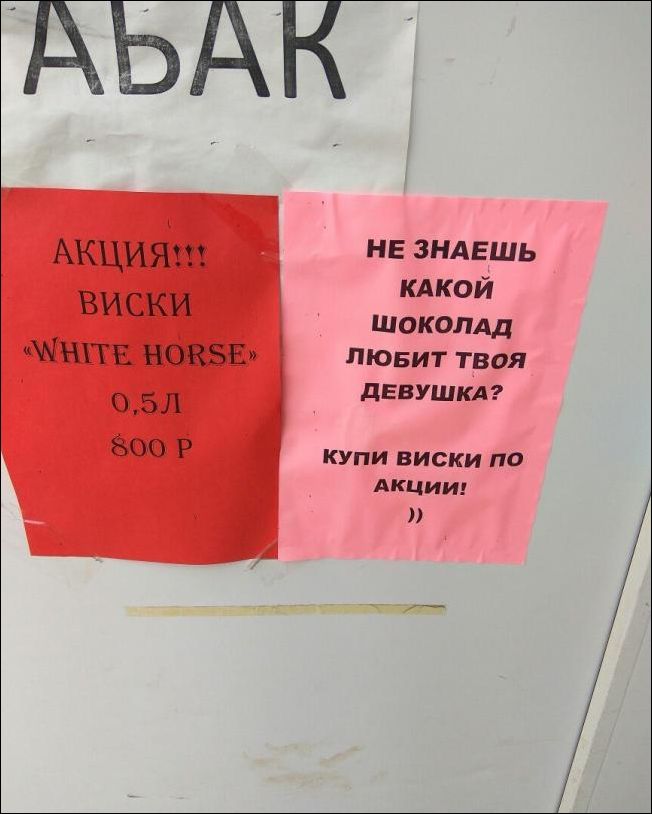 АБАК
АКЦИЯ!!!
ВИСКИ
«WHITE HORSE»
0,5Л
800 Р
НЕ ЗНАЕШЬ
КАКОЙ
ШОКОЛАД
ЛЮБИТ ТВОЯ
ДЕВУШКА?
КУПИ ВИСКИ ПО
АКЦИИ!
))